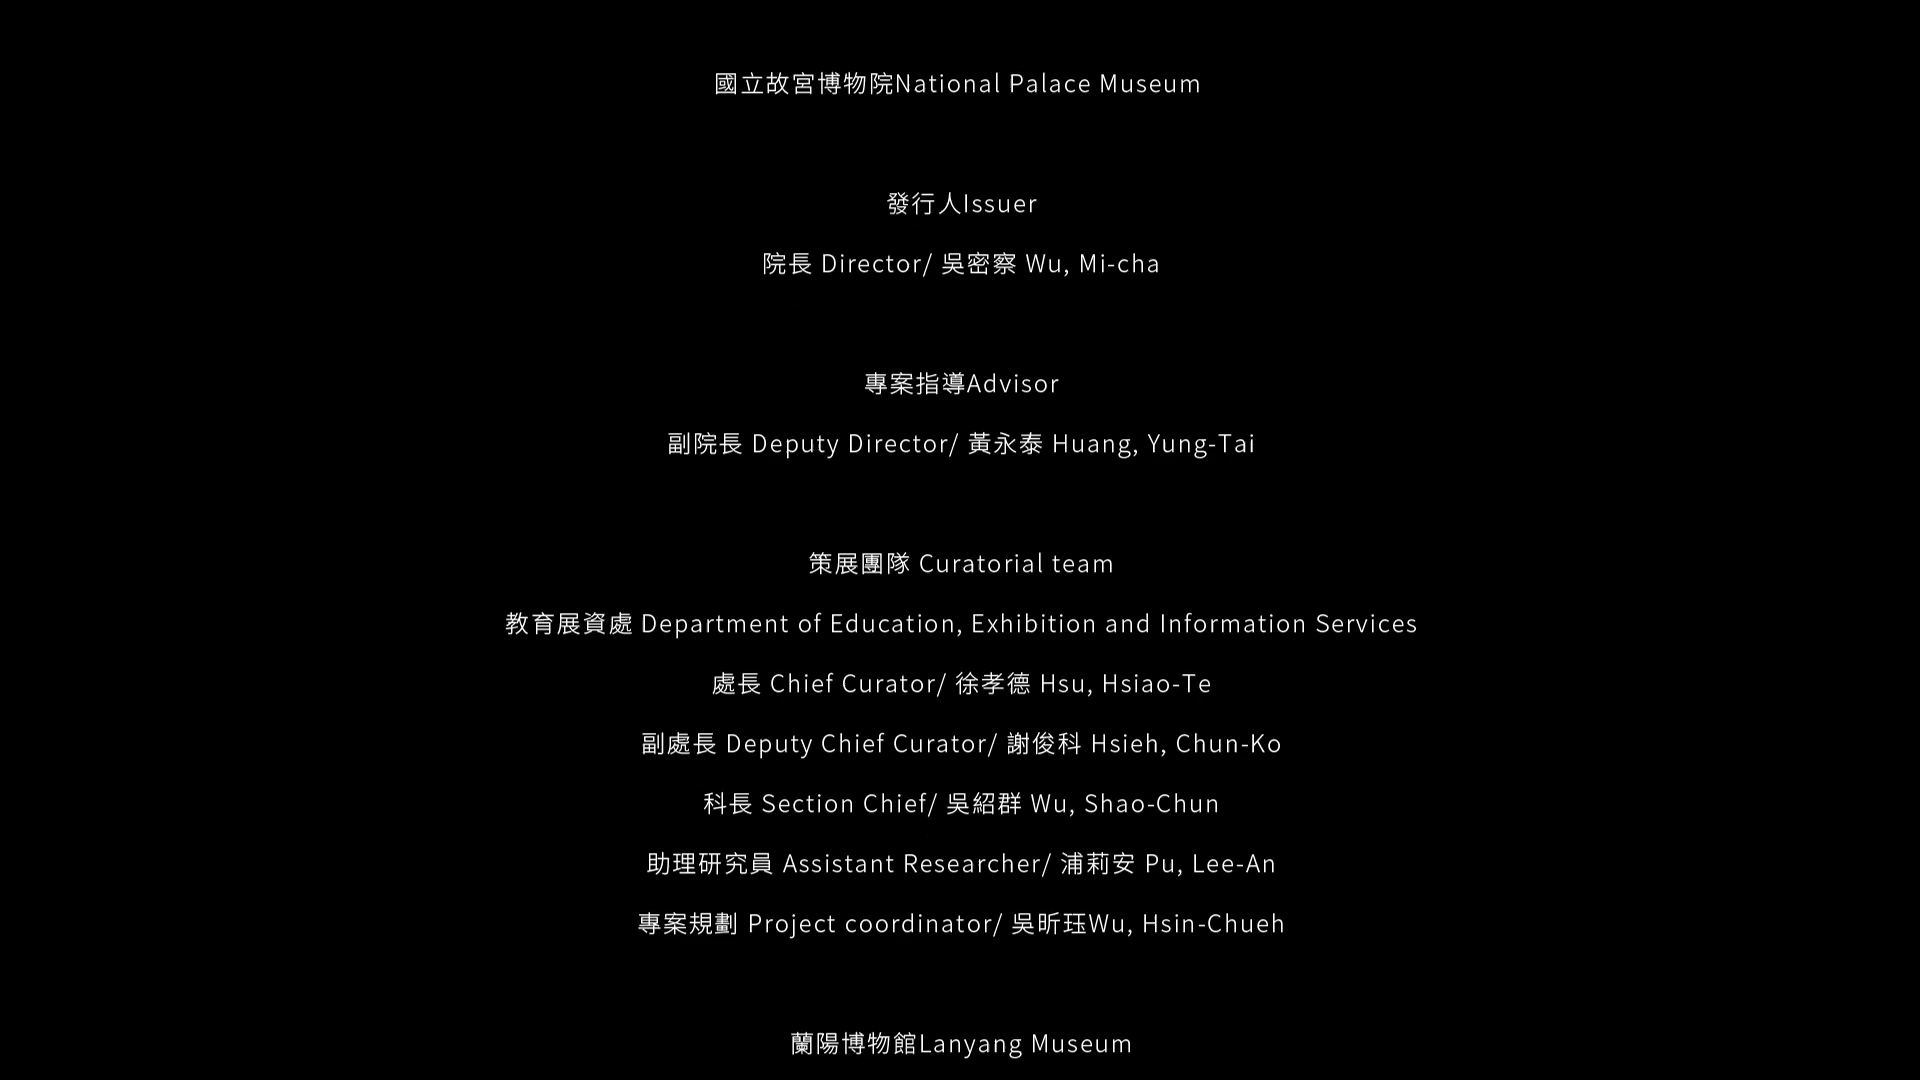 國立故宮博物院National Palace Museum
發行人Issuer
院長 Director/ 吳密察 Wu, Mi-cha
專案指導Advisor
副院長 Deputy Director/ 黃永泰 Huang, Yung-Tai
策展團隊 Curatorial team
教育展資處 Department of Education, Exhibition and Information Services
處長 Chief Curator/ 徐孝德 Hsu, Hsiao-Te
副處長 Deputy Chief Curator/ 謝俊科 Hsieh, Chun-Ko
科長 Section Chief/ 吳紹群 Wu, Shao-Chun
助理研究員 Assistant Researcher/ 浦莉安 Pu, Lee-An
專案規劃 Project coordinator/ 吳昕珏Wu, Hsin-Chueh
蘭陽博物館Lanyang Museum